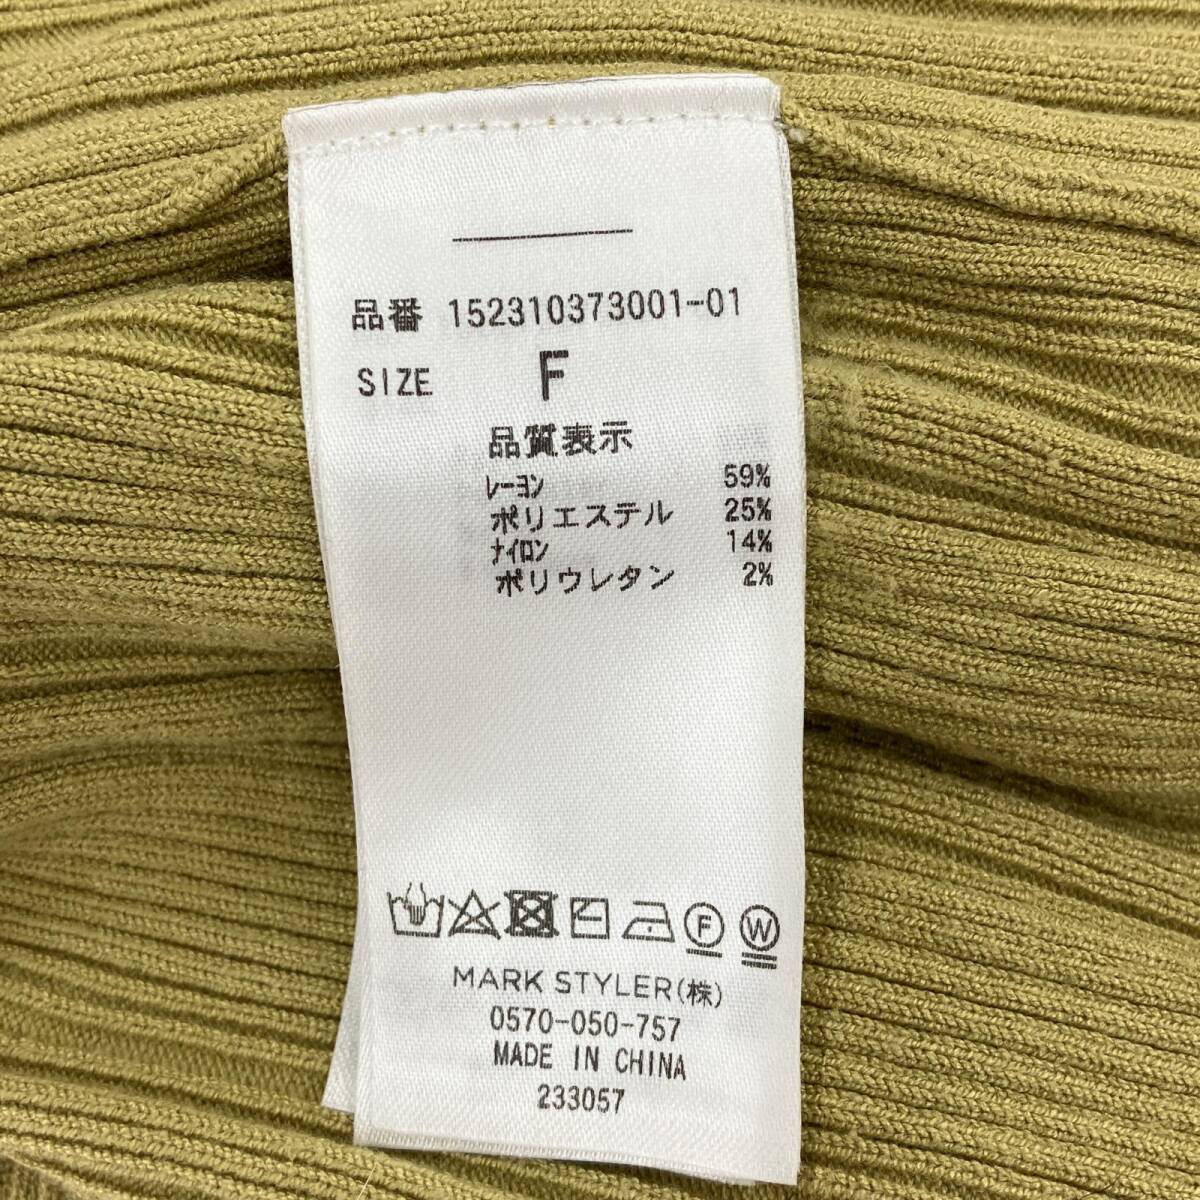 品番 152310373001-01
SIZE F
品質表示
ﾚｰﾖﾝ 59%
ポリエステル 25%
ﾅｲﾛﾝ 14%
ポリウレタン 2%
F W
MARK STYLER(株)
0570-050-757
MADE IN CHINA
233057